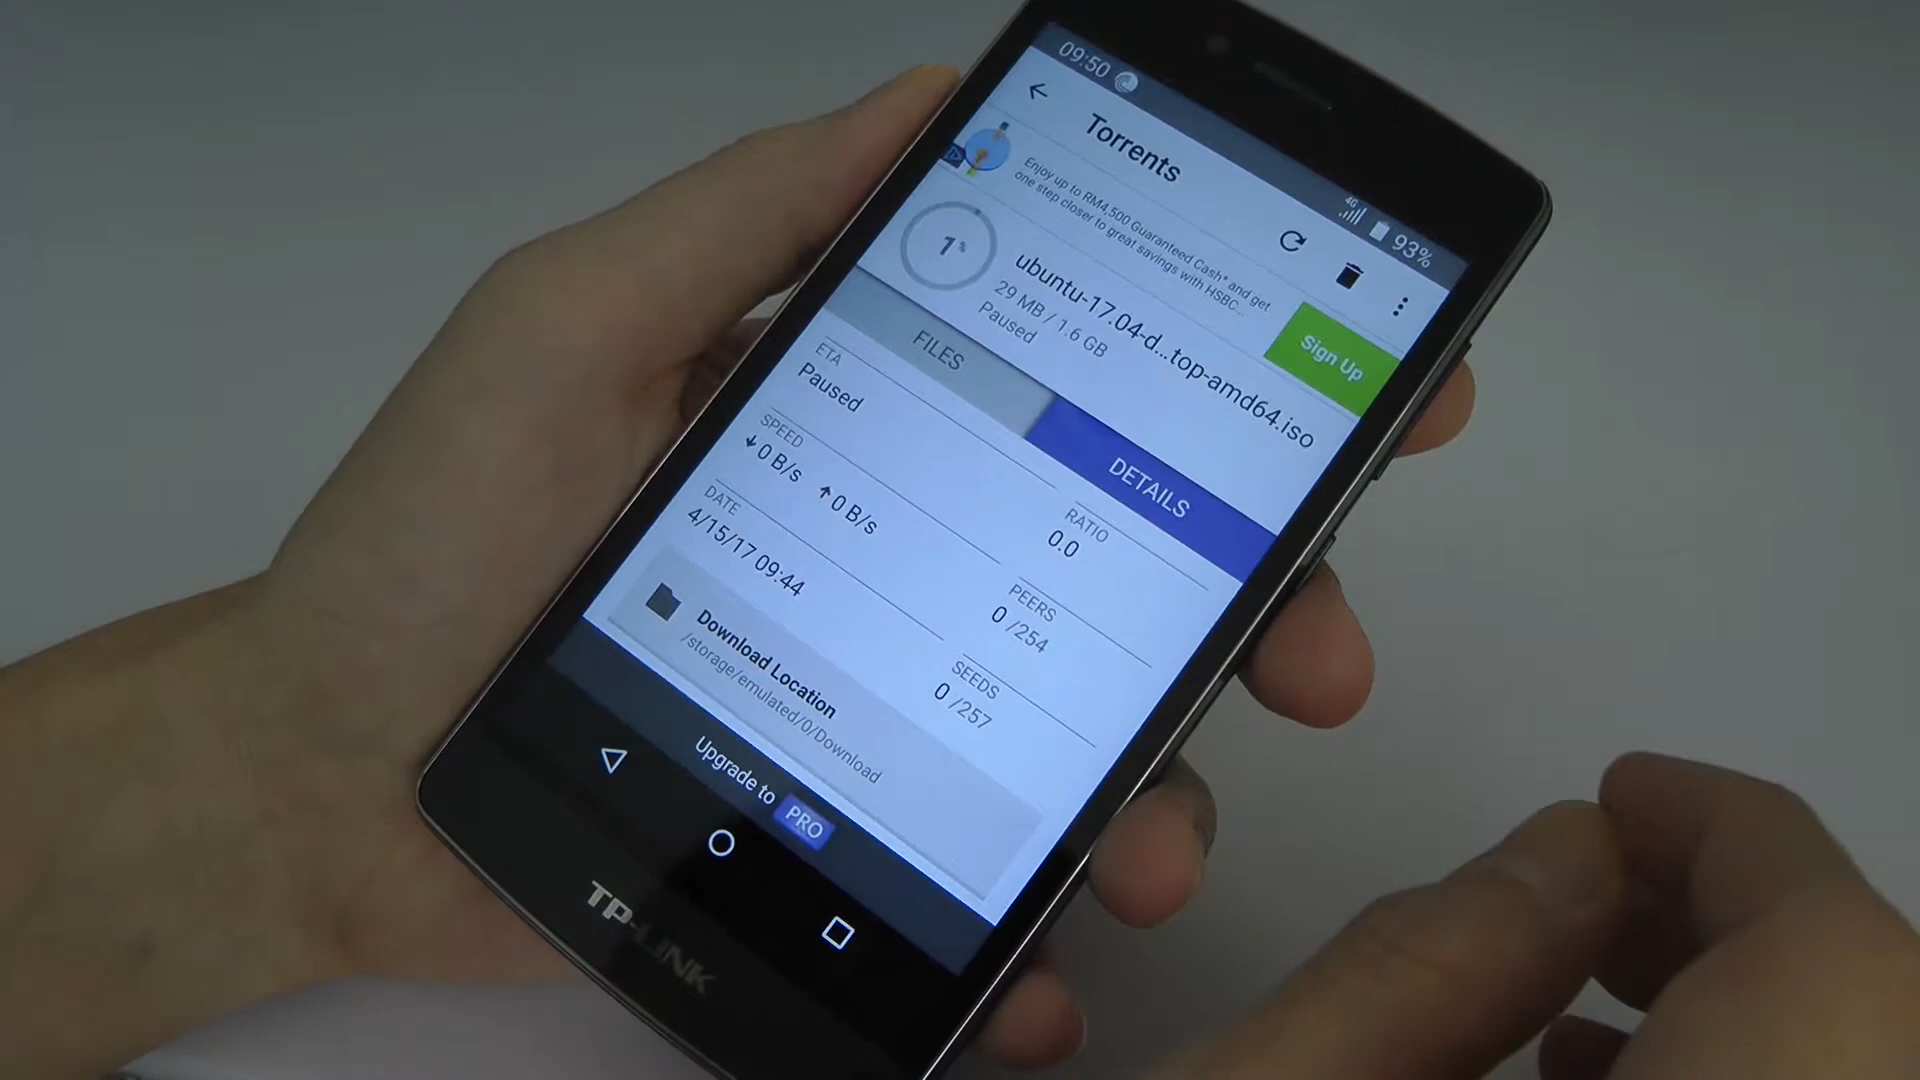 09:50
4G
93%
Torrents
Enjoy up to RM4,500 Guaranteed Cash* and get
one step closer to great savings with HSBC...
Sign Up
1%
ubuntu-17.04-d...top-amd64.iso
29 MB / 1.6 GB
Paused
FILES
DETAILS
ETA
Paused
RATIO
0.0
SPEED
0 B/s 0 B/s
PEERS
0 /254
DATE
4/15/17 09:44
SEEDS
0 /257
Download Location
/storage/emulated/0/Download
Upgrade to PRO
TP-LINK